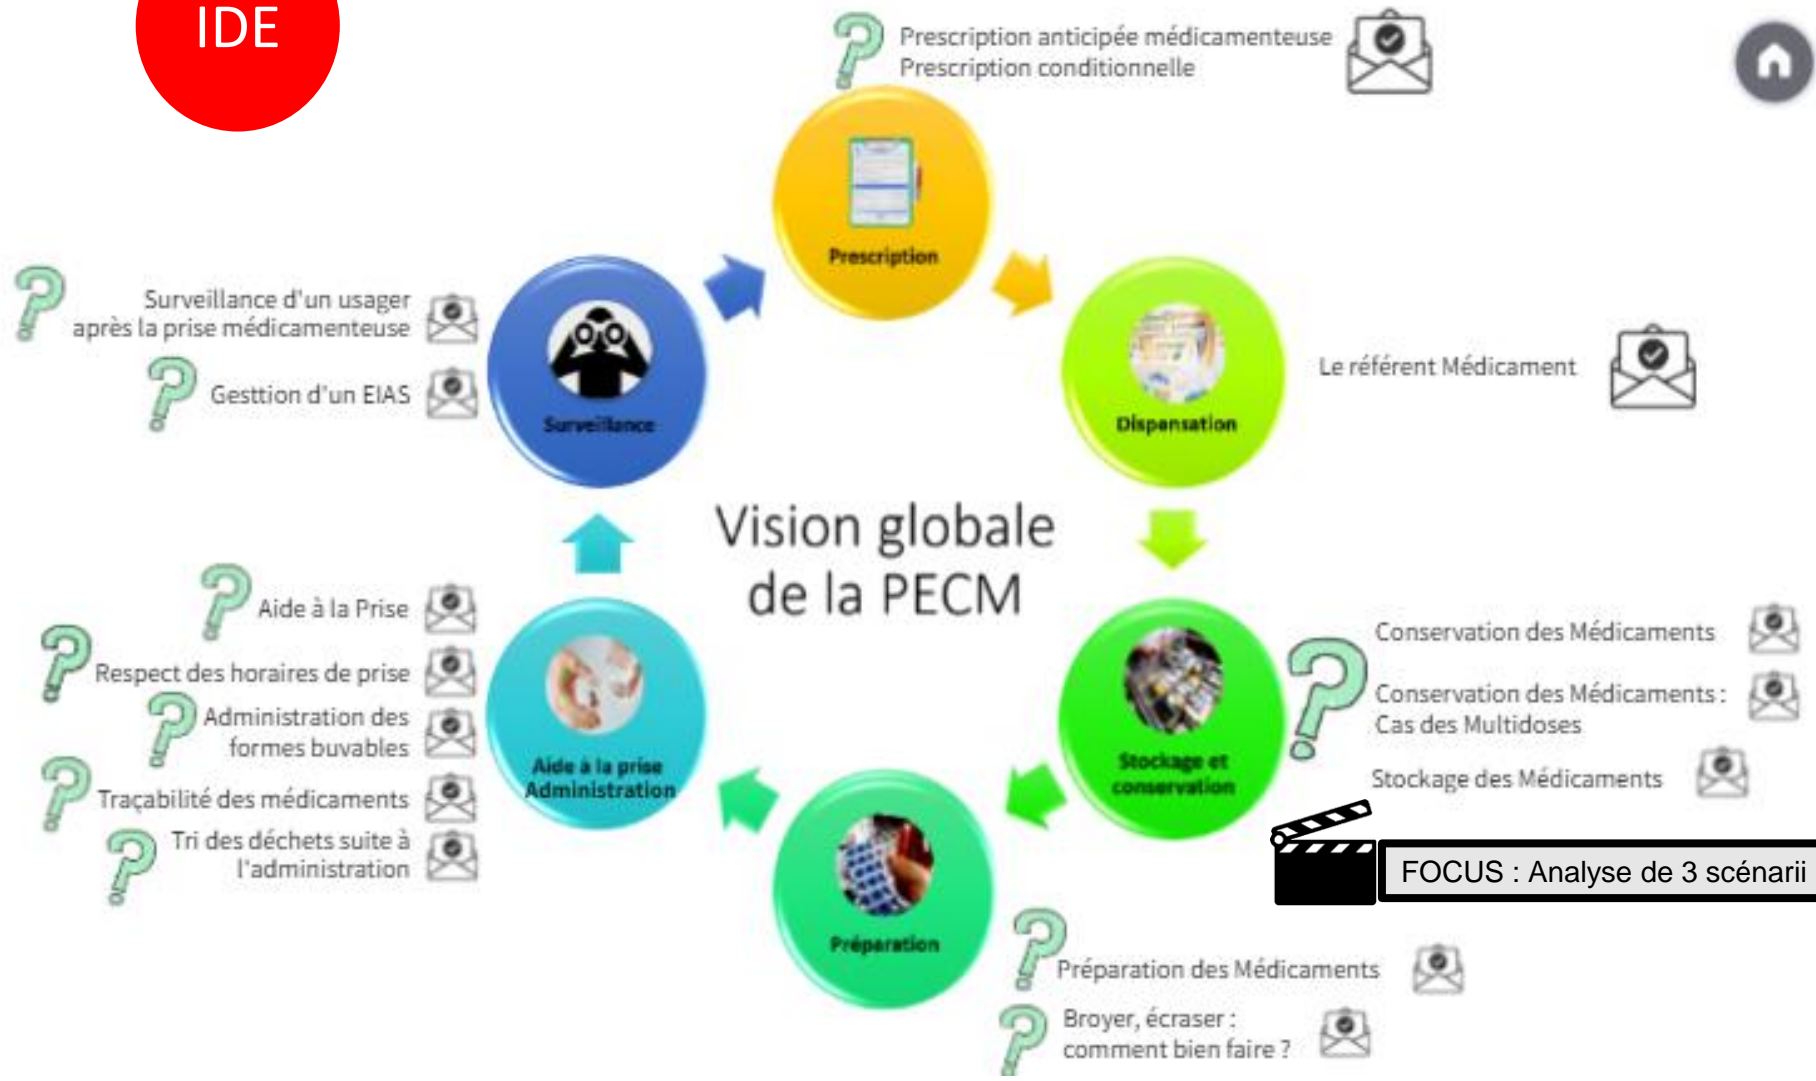 IDE
Prescription anticipée médicamenteuse
Prescription conditionnelle
Prescription
Surveillance d'un usager
après la prise médicamenteuse
Gesttion d'un EIAS
Surveillance
Dispensation
Le référent Médicament
Vision globale
de la PECM
Aide à la Prise
Respect des horaires de prise
Administration des
formes buvables
Traçabilité des médicaments
Tri des déchets suite à
l'administration
Aide à la prise
Administration
Stockage et
conservation
Conservation des Médicaments
Conservation des Médicaments :
Cas des Multidoses
Stockage des Médicaments
FOCUS : Analyse de 3 scénarii
Préparation
Préparation des Médicaments
Broyer, écraser :
comment bien faire ?